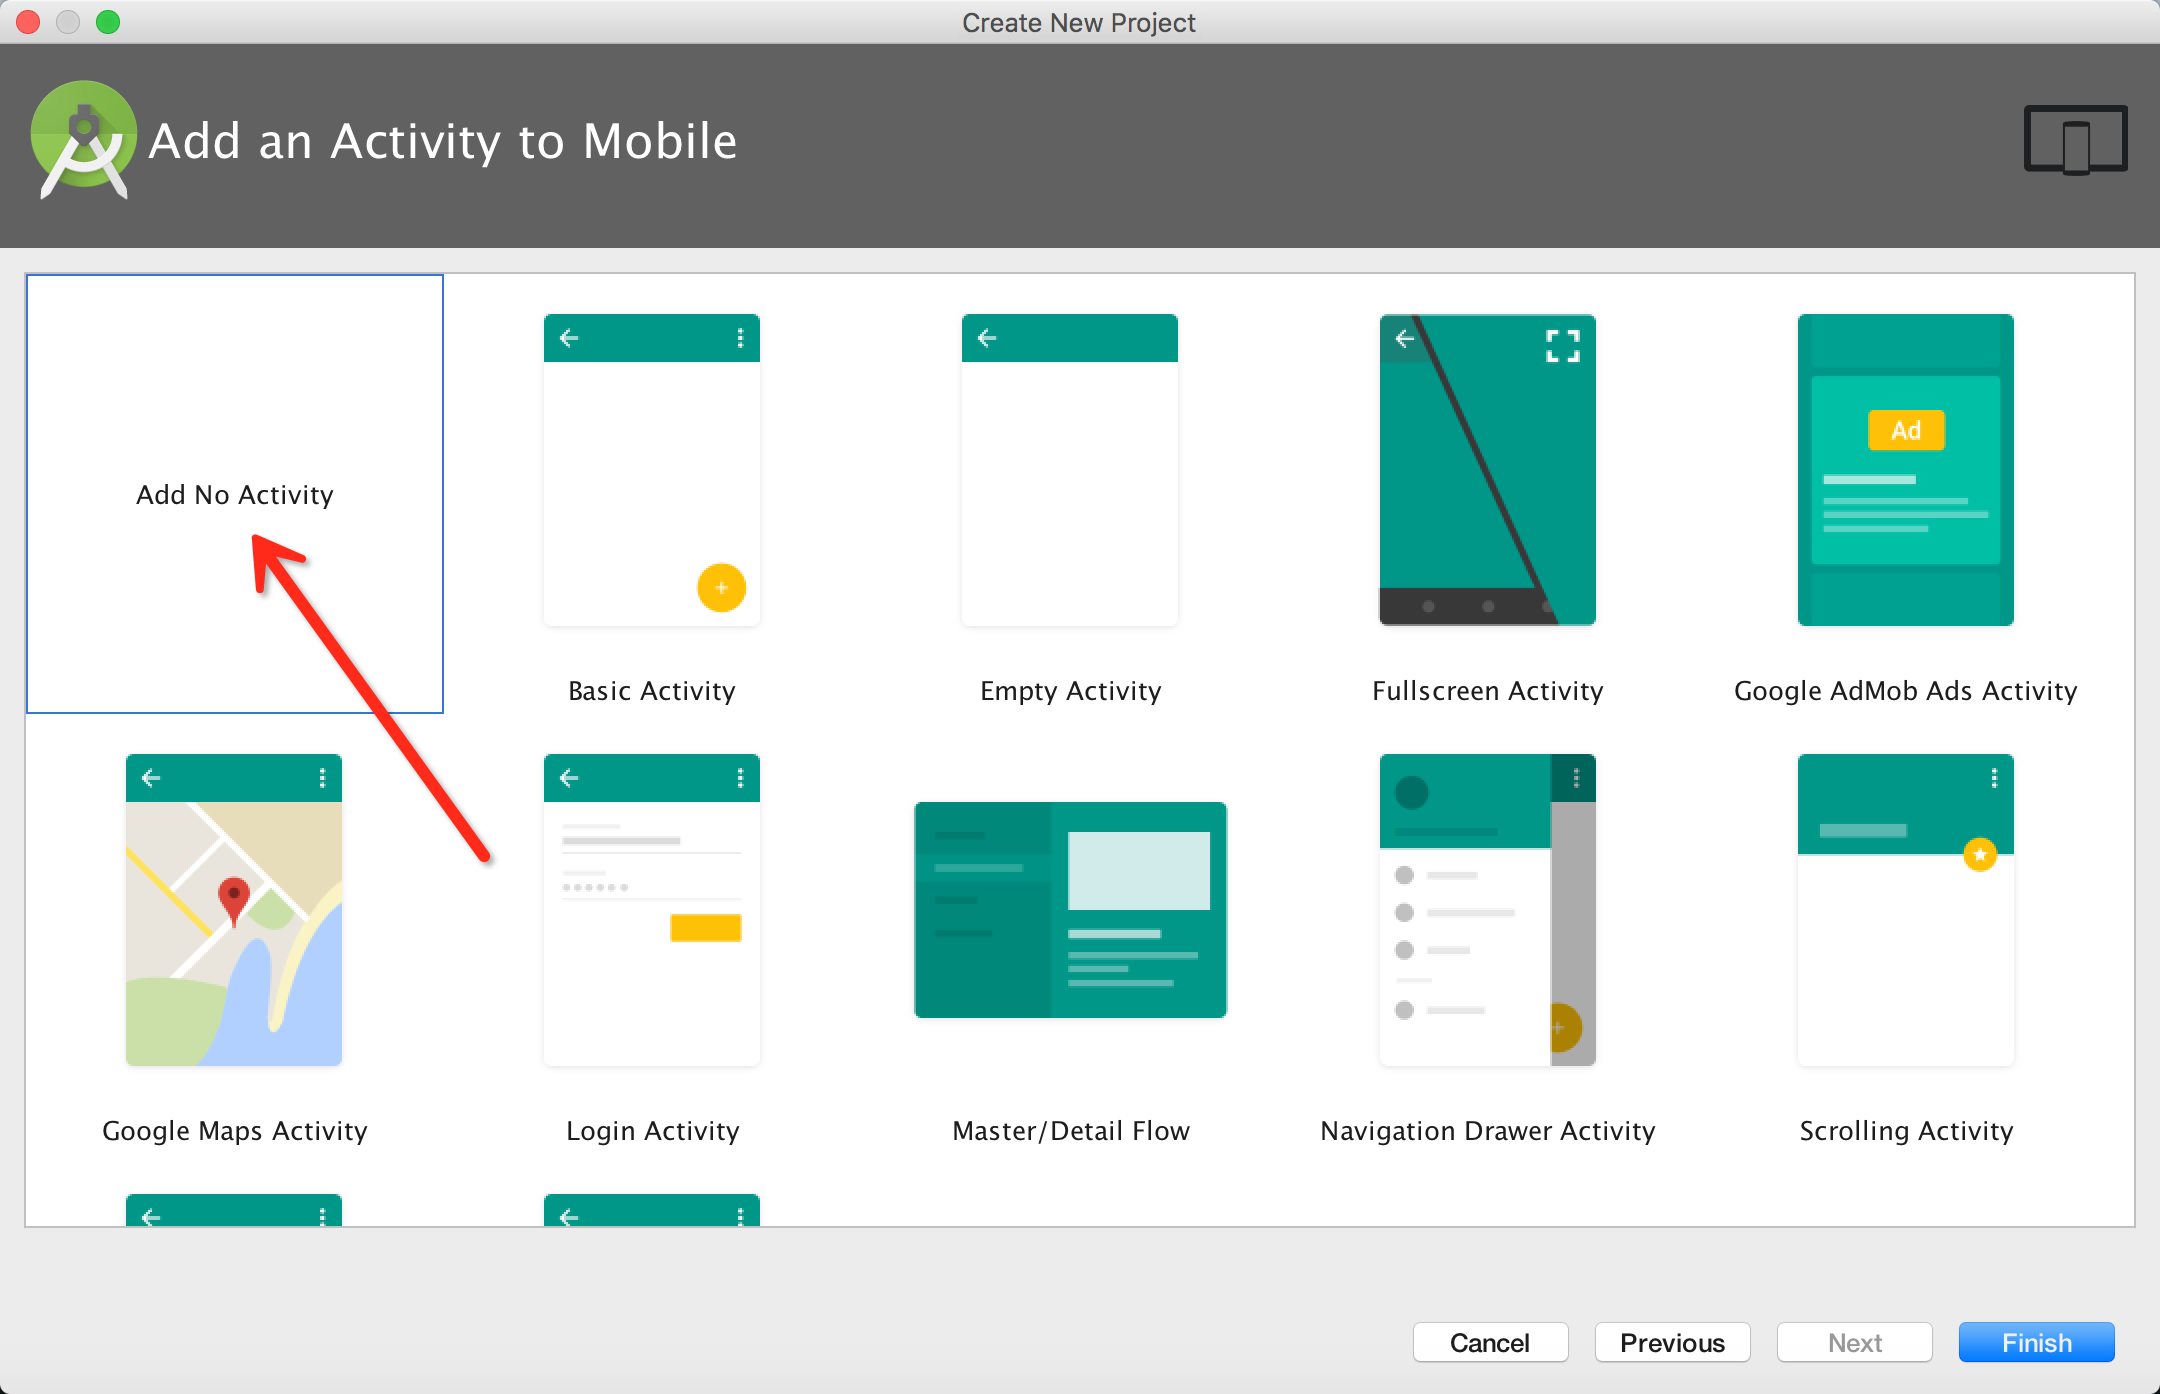 Create New Project
Add an Activity to Mobile
Add No Activity
Ad
Basic Activity
Empty Activity
Fullscreen Activity
Google AdMob Ads Activity
Google Maps Activity
Login Activity
Master/Detail Flow
Navigation Drawer Activity
Scrolling Activity
Cancel
Previous
Next
Finish